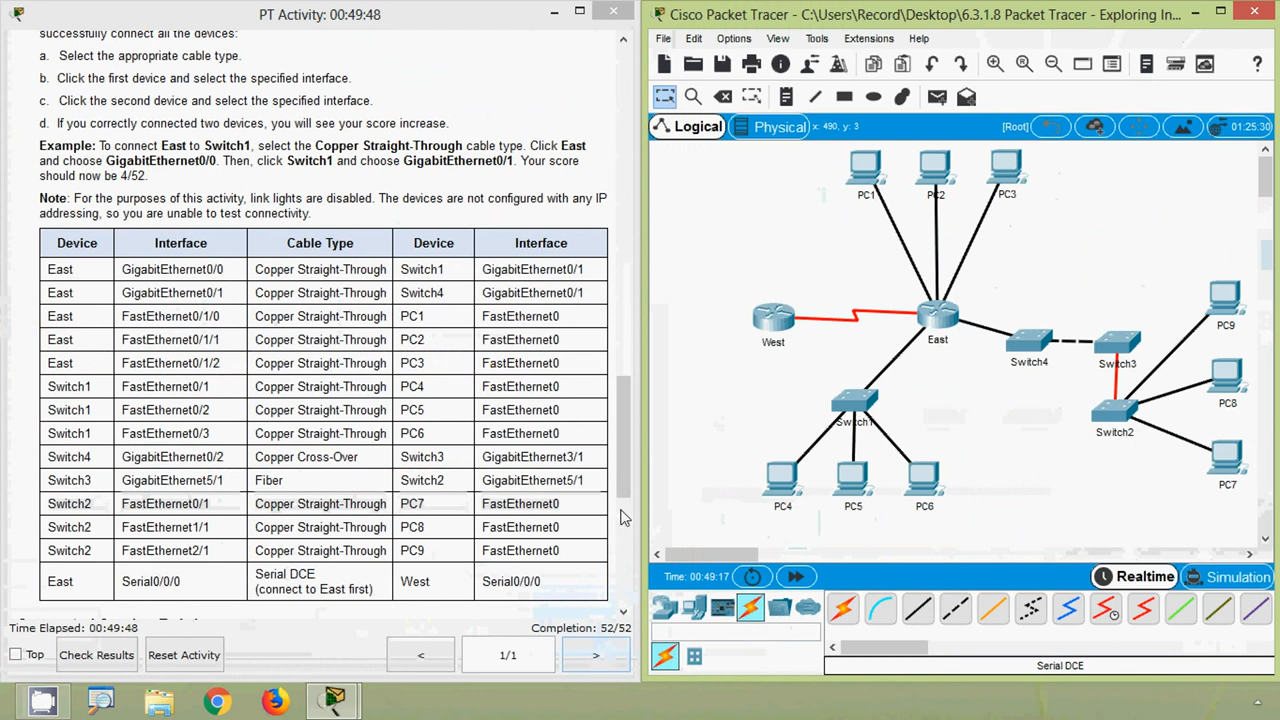 PT Activity: 00:49:48
successfully connect all the devices:
a. Select the appropriate cable type.
b. Click the first device and select the specified interface.
c. Click the second device and select the specified interface.
d. If you correctly connected two devices, you will see your score increase.
Example: To connect East to Switch1, select the Copper Straight-Through cable type. Click East
and choose GigabitEthernet0/0. Then, click Switch1 and choose GigabitEthernet0/1. Your score
should now be 4/52.
Note: For the purposes of this activity, link lights are disabled. The devices are not configured with any IP
addressing, so you are unable to test connectivity.
Device Interface Cable Type Device Interface
East GigabitEthernet0/0 Copper Straight-Through Switch1 GigabitEthernet0/1
East GigabitEthernet0/1 Copper Straight-Through Switch4 GigabitEthernet0/1
East FastEthernet0/1/0 Copper Straight-Through PC1 FastEthernet0
East FastEthernet0/1/1 Copper Straight-Through PC2 FastEthernet0
East FastEthernet0/1/2 Copper Straight-Through PC3 FastEthernet0
Switch1 FastEthernet0/1 Copper Straight-Through PC4 FastEthernet0
Switch1 FastEthernet0/2 Copper Straight-Through PC5 FastEthernet0
Switch1 FastEthernet0/3 Copper Straight-Through PC6 FastEthernet0
Switch4 GigabitEthernet0/2 Copper Cross-Over Switch3 GigabitEthernet3/1
Switch3 GigabitEthernet5/1 Fiber Switch2 GigabitEthernet5/1
Switch2 FastEthernet0/1 Copper Straight-Through PC7 FastEthernet0
Switch2 FastEthernet1/1 Copper Straight-Through PC8 FastEthernet0
Switch2 FastEthernet2/1 Copper Straight-Through PC9 FastEthernet0
East Serial0/0/0 Serial DCE
(connect to East first) West Serial0/0/0
Time Elapsed: 00:49:48 Completion: 52/52
Top Check Results Reset Activity < 1/1 >
Cisco Packet Tracer - C:\Users\Record\Desktop\6.3.1.8 Packet Tracer - Exploring In...
File Edit Options View Tools Extensions Help
Logical Physical x: 490, y: 3 [Root] 01:25:30
PC1 PC2 PC3
West East
Switch4 Switch3
PC9
PC8
Switch1
Switch2
PC7
PC4 PC5 PC6
Time: 00:49:17 Realtime Simulation
Serial DCE